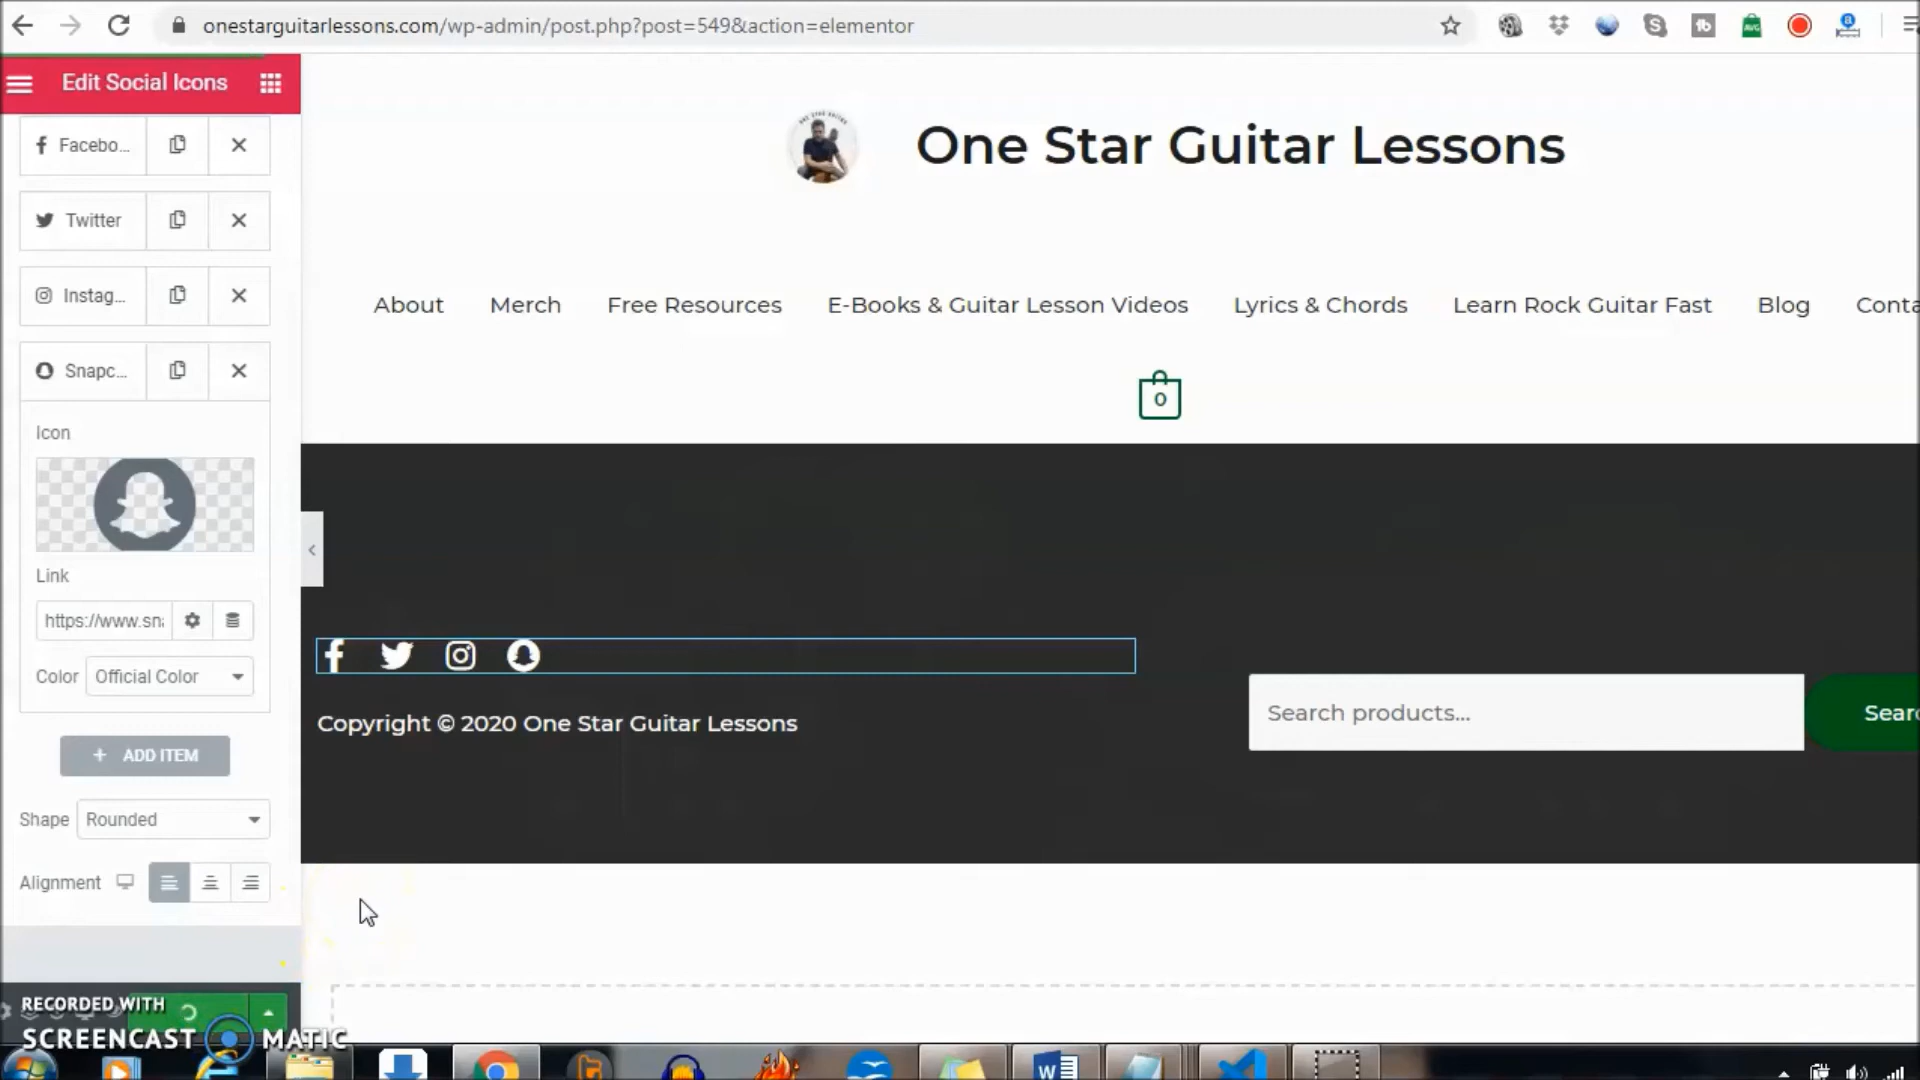 onestarguitarlessons.com/wp-admin/post.php?post=549&action=elementor
Edit Social Icons
Facebo...
Twitter
Instag...
Snapc...
Icon
Link
https://www.sna
Color
Official Color
+ ADD ITEM
Shape
Rounded
Alignment
One Star Guitar Lessons
About
Merch
Free Resources
E-Books & Guitar Lesson Videos
Lyrics & Chords
Learn Rock Guitar Fast
Blog
Conta
0
Copyright © 2020 One Star Guitar Lessons
Search products...
Searc
RECORDED WITH
SCREENCAST MATIC